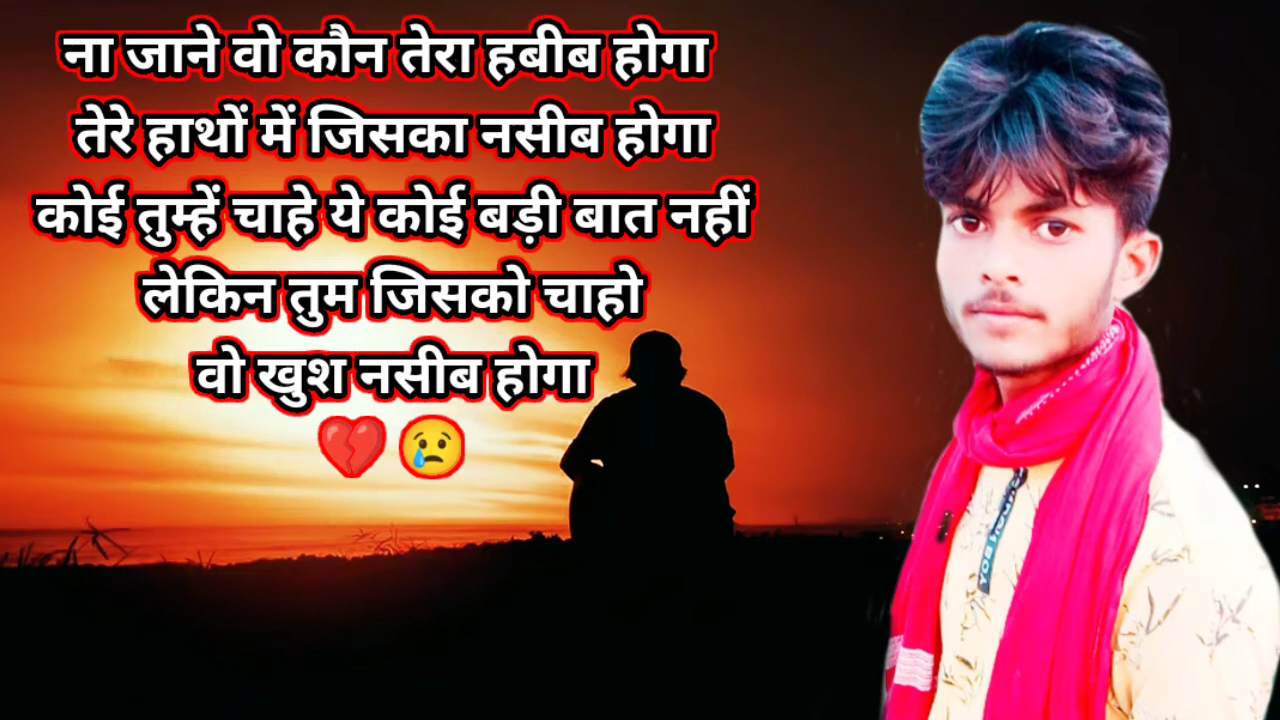 ना जाने वो कौन तेरा हबीब होगा
तेरे हाथों में जिसका नसीब होगा
कोई तुम्हें चाहे ये कोई बड़ी बात नहीं
लेकिन तुम जिसको चाहो
वो खुश नसीब होगा
💔😢